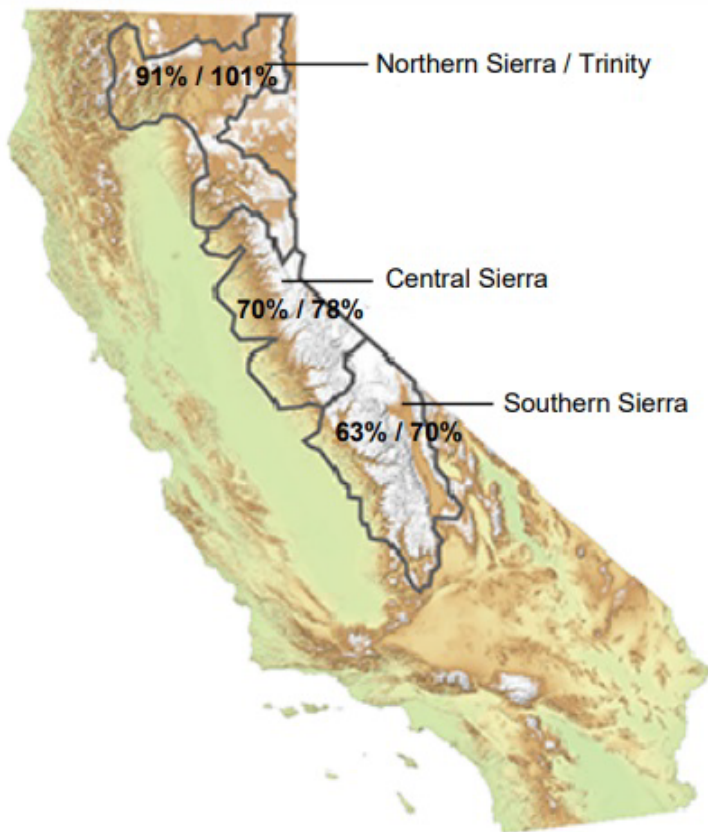 91% / 101%
Northern Sierra / Trinity
Central Sierra
70% / 78%
Southern Sierra
63% / 70%